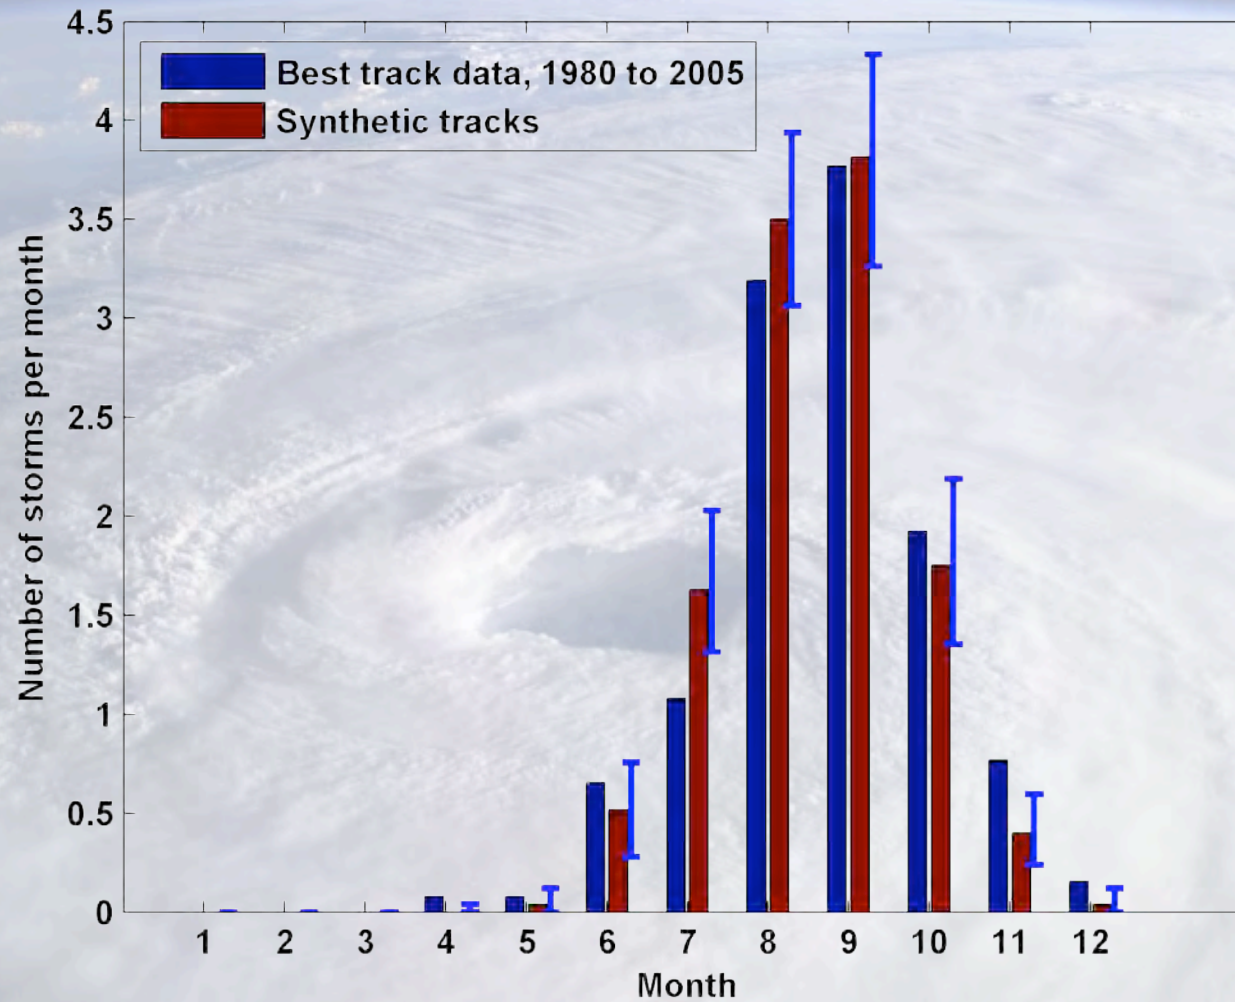 4.5
4
3.5
3
2.5
2
1.5
1
0.5
0
Number of storms per month
Best track data, 1980 to 2005
Synthetic tracks
1 2 3 4 5 6 7 8 9 10 11 12
Month